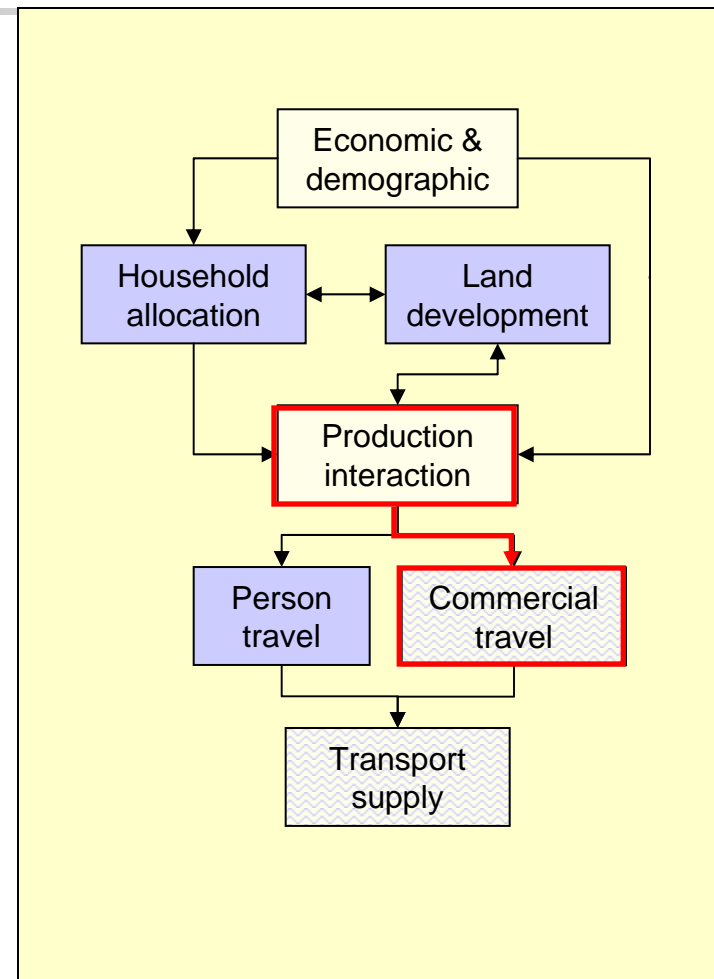 Economic &
demographic
Household
allocation
Land
development
Production
interaction
Person
travel
Commercial
travel
Transport
supply